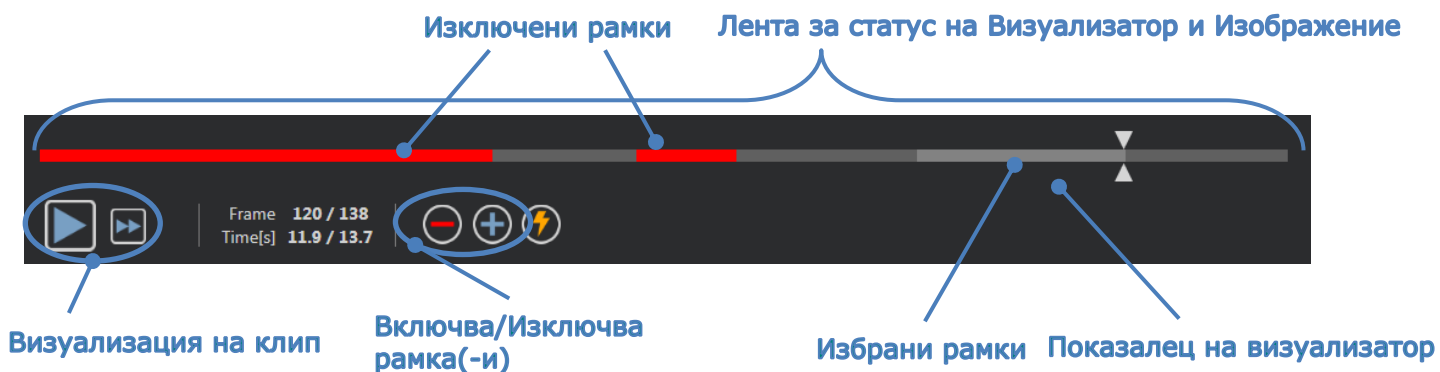 Изключени рамки
Лента за статус на Визуализатор и Изображение
Frame 120 / 138
Time[s] 11.9 / 13.7
Визуализация на клип
Включва/Изключва
рамка(-и)
Избрани рамки
Показалец на визуализатор